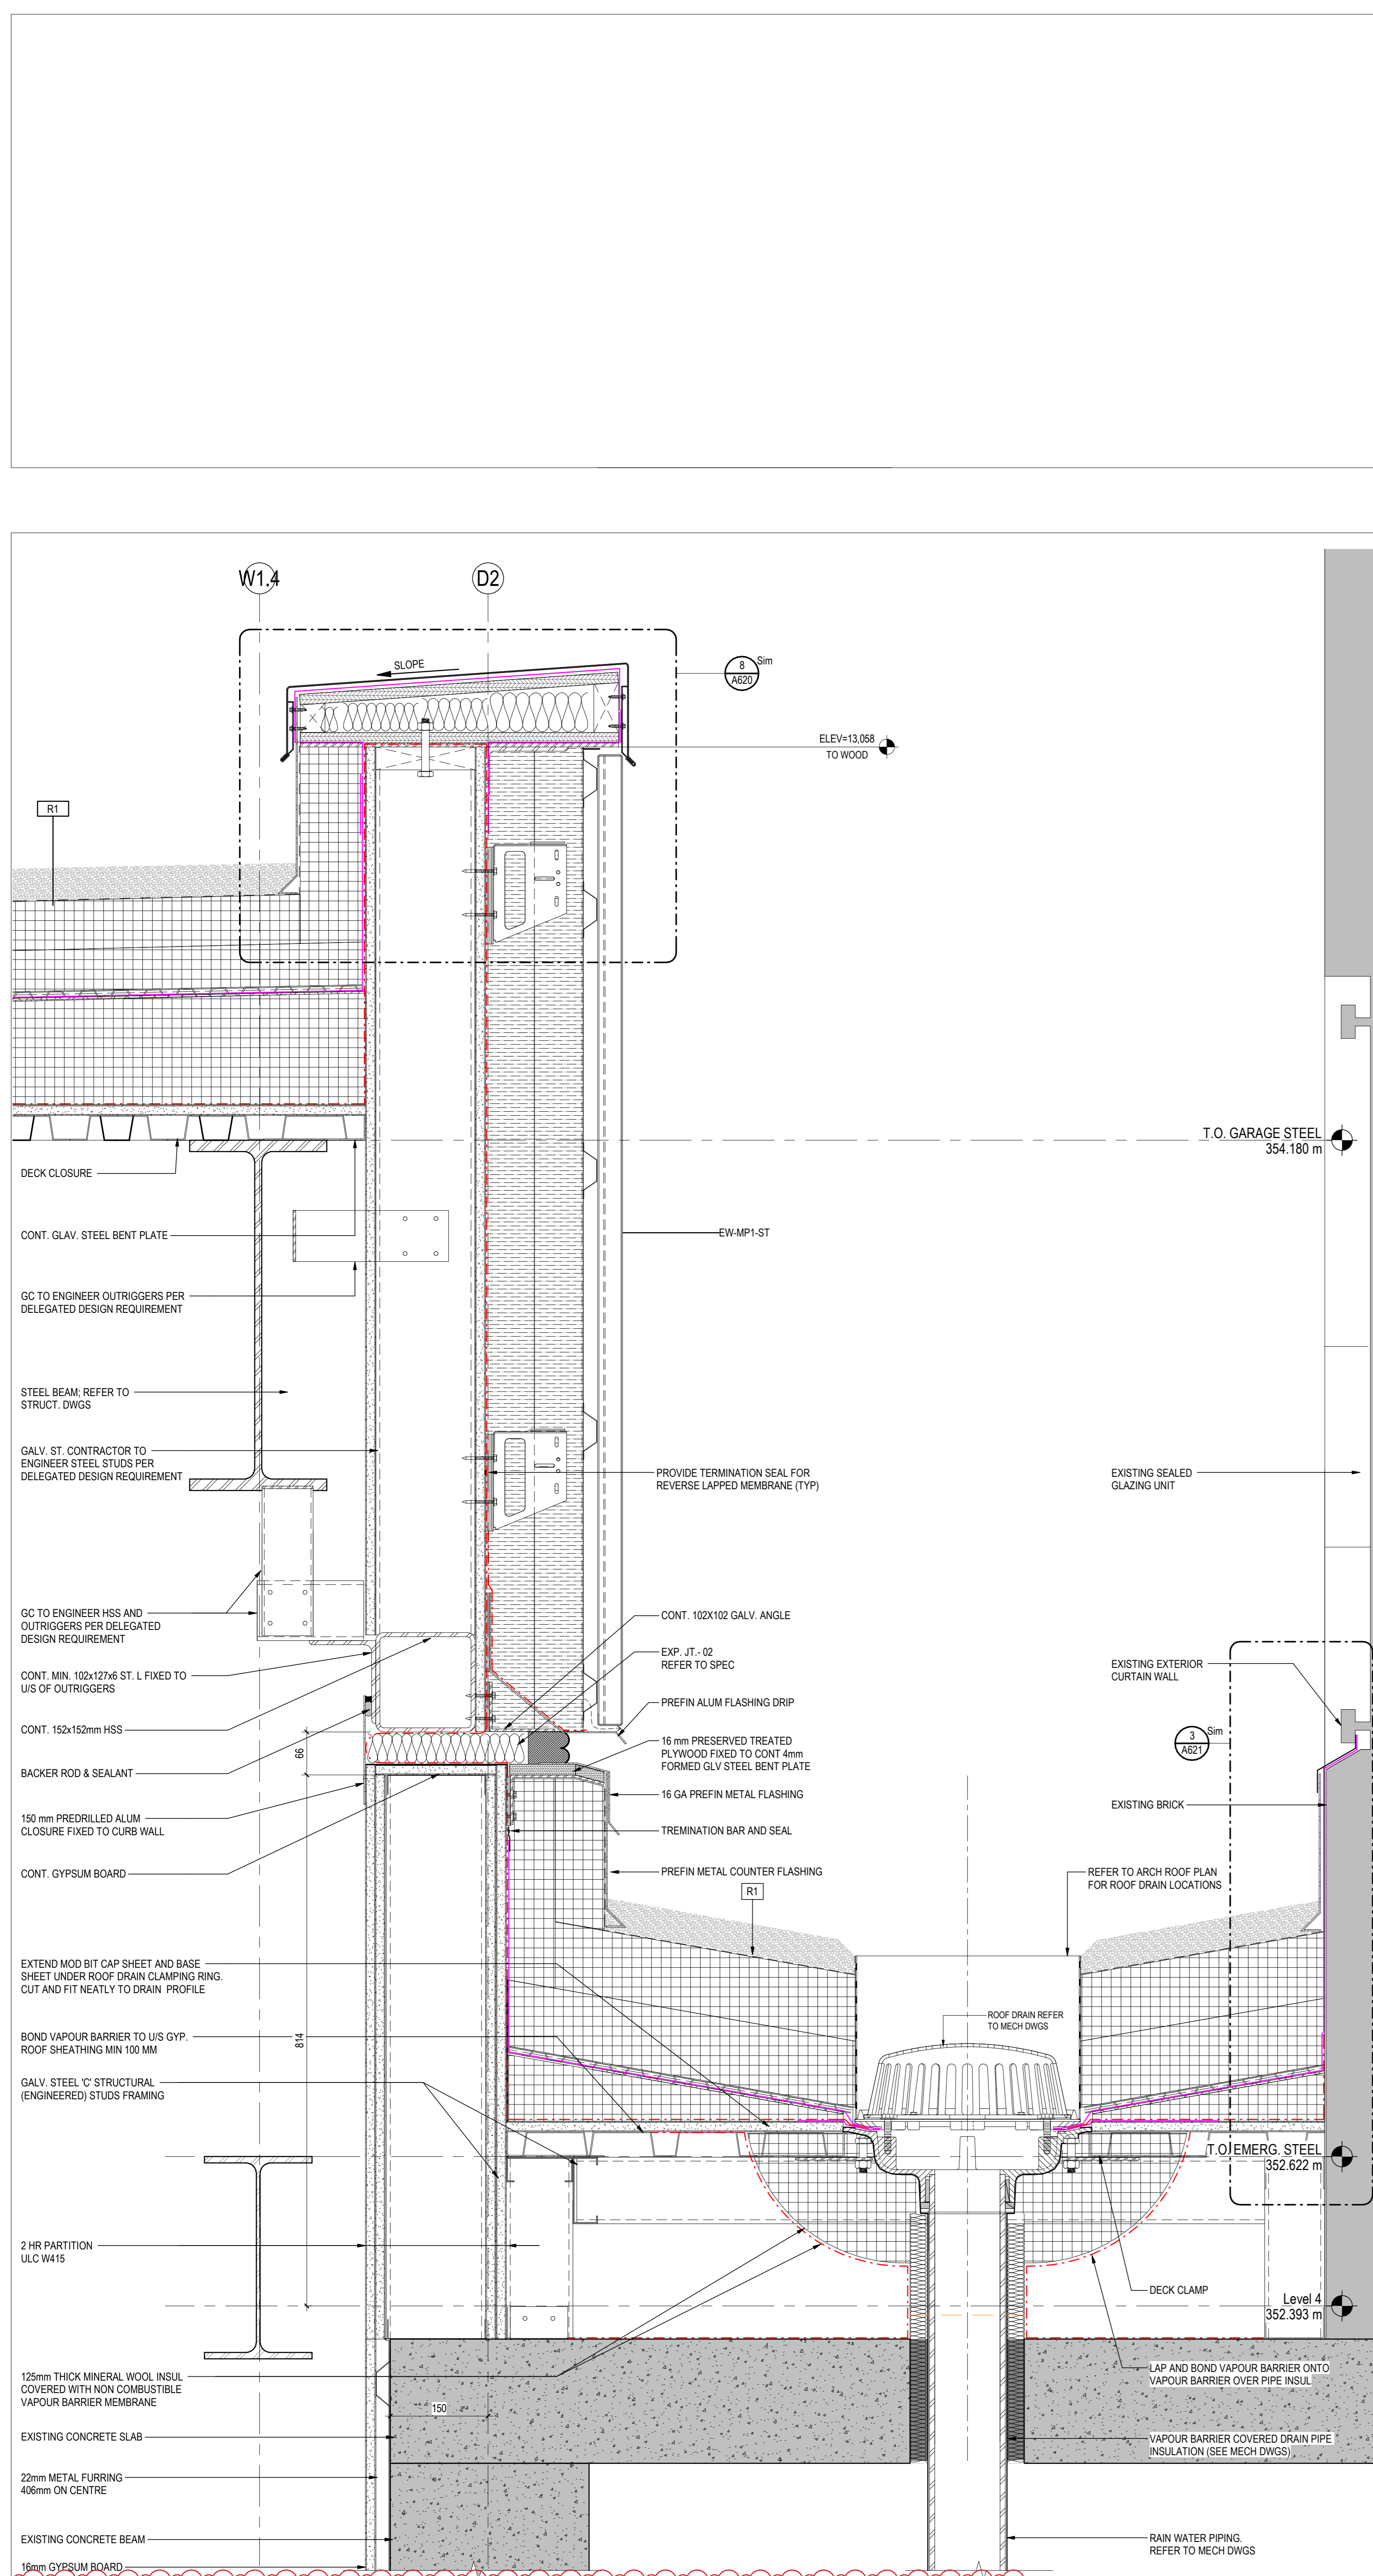 W1.4
D2
SLOPE
8
A620
Sim
ELEV=13,058
TO WOOD
R1
T.O. GARAGE STEEL
354.180 m
DECK CLOSURE
CONT. GLAV. STEEL BENT PLATE
EW-MP1-ST
GC TO ENGINEER OUTRIGGERS PER
DELEGATED DESIGN REQUIREMENT
STEEL BEAM; REFER TO
STRUCT. DWGS
GALV. ST. CONTRACTOR TO
ENGINEER STEEL STUDS PER
DELEGATED DESIGN REQUIREMENT
PROVIDE TERMINATION SEAL FOR
REVERSE LAPPED MEMBRANE (TYP)
EXISTING SEALED
GLAZING UNIT
GC TO ENGINEER HSS AND
OUTRIGGERS PER DELEGATED
DESIGN REQUIREMENT
CONT. 102X102 GALV. ANGLE
EXP. JT.- 02
REFER TO SPEC
EXISTING EXTERIOR
CURTAIN WALL
CONT. MIN. 102x127x6 ST. L FIXED TO
U/S OF OUTRIGGERS
PREFIN ALUM FLASHING DRIP
CONT. 152x152mm HSS
3
A621
Sim
66
16 mm PRESERVED TREATED
PLYWOOD FIXED TO CONT 4mm
FORMED GLV STEEL BENT PLATE
BACKER ROD & SEALANT
16 GA PREFIN METAL FLASHING
EXISTING BRICK
150 mm PREDRILLED ALUM
CLOSURE FIXED TO CURB WALL
TREMINATION BAR AND SEAL
CONT. GYPSUM BOARD
PREFIN METAL COUNTER FLASHING
REFER TO ARCH ROOF PLAN
FOR ROOF DRAIN LOCATIONS
R1
EXTEND MOD BIT CAP SHEET AND BASE
SHEET UNDER ROOF DRAIN CLAMPING RING.
CUT AND FIT NEATLY TO DRAIN PROFILE
ROOF DRAIN REFER
TO MECH DWGS
BOND VAPOUR BARRIER TO U/S GYP.
ROOF SHEATHING MIN 100 MM
814
GALV. STEEL 'C' STRUCTURAL
(ENGINEERED) STUDS FRAMING
T.O. EMERG. STEEL
352.622 m
2 HR PARTITION
ULC W415
DECK CLAMP
Level 4
352.393 m
125mm THICK MINERAL WOOL INSUL
COVERED WITH NON COMBUSTIBLE
VAPOUR BARRIER MEMBRANE
LAP AND BOND VAPOUR BARRIER ONTO
VAPOUR BARRIER OVER PIPE INSUL
150
EXISTING CONCRETE SLAB
VAPOUR BARRIER COVERED DRAIN PIPE
INSULATION (SEE MECH DWGS)
22mm METAL FURRING
406mm ON CENTRE
EXISTING CONCRETE BEAM
RAIN WATER PIPING.
REFER TO MECH DWGS
16mm GYPSUM BOARD